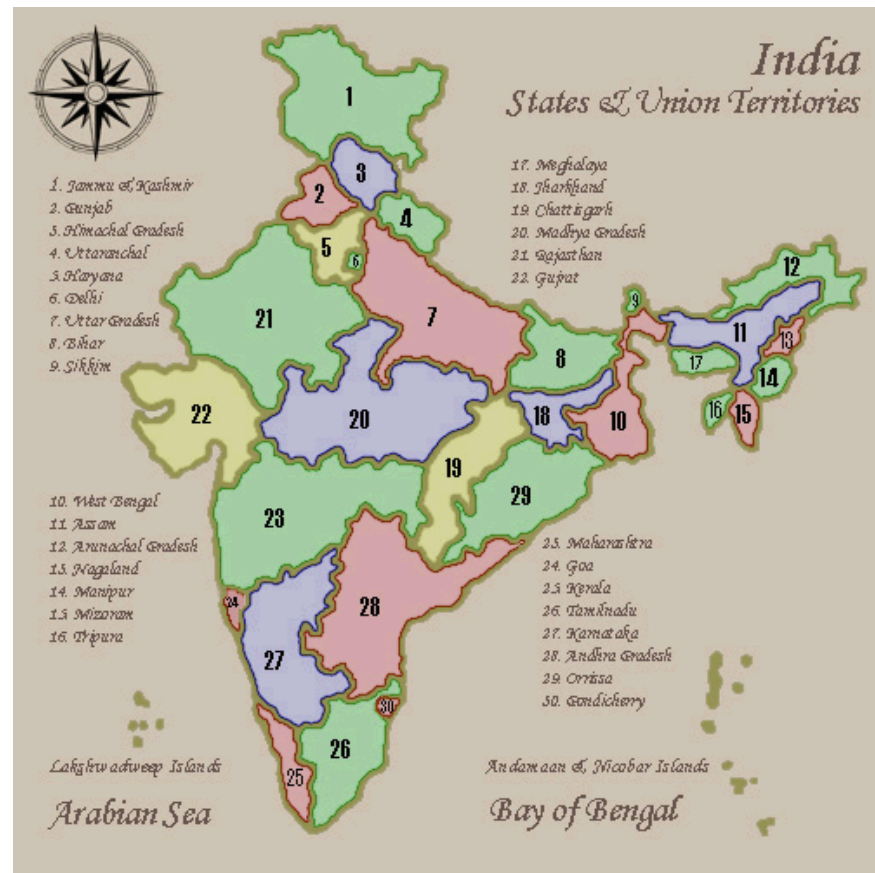 India
States & Union Territories
1. Jammu & Kashmir
2. Punjab
3. Himachal Pradesh
4. Uttaranchal
5. Haryana
6. Delhi
7. Uttar Pradesh
8. Bihar
9. Sikkim
17. Meghalaya
18. Jharkhand
19. Chattisgarh
20. Madhya Pradesh
21. Rajasthan
22. Gujrat
1
3
2
4
5
6
12
21
7
9
11
13
8
17
14
22
20
18
10
16
15
19
29
23
10. West Bengal
11. Assam
12. Arunachal Pradesh
13. Nagaland
14. Manipur
15. Mizoram
16. Tripura
23. Maharashtra
24. Goa
25. Kerala
26. Tamilnadu
27. Karnataka
28. Andhra Pradesh
29. Orrissa
30. Pondicherry
24
28
27
30
26
25
Lakshwadweep Islands
Andamaan & Nicobar Islands
Arabian Sea
Bay of Bengal